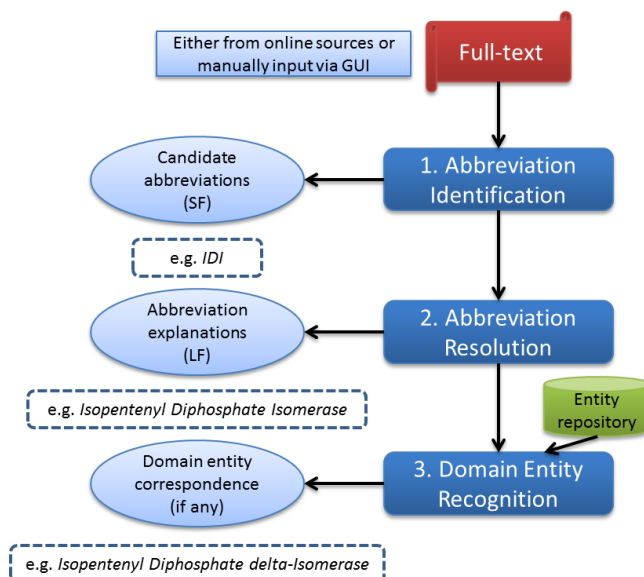 Either from online sources or
manually input via GUI
Full-text
Candidate
abbreviations
(SF)
1. Abbreviation
Identification
e.g. IDI
Abbreviation
explanations
(LF)
2. Abbreviation
Resolution
e.g. Isopentenyl Diphosphate Isomerase
Entity
repository
Domain entity
correspondence
(if any)
3. Domain Entity
Recognition
e.g. Isopentenyl Diphosphate delta-Isomerase